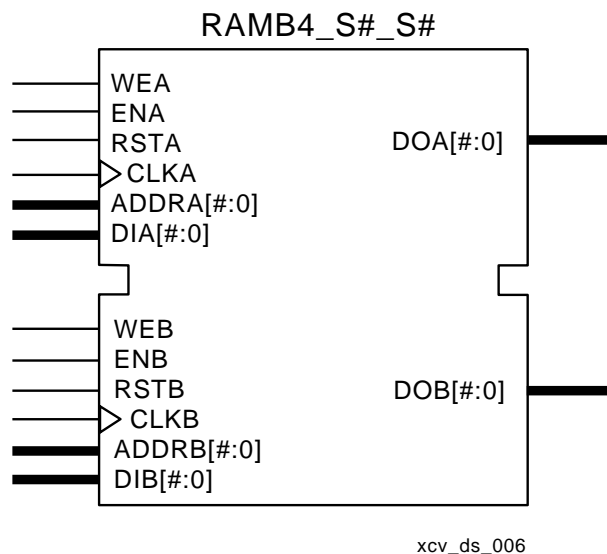 RAMB4_S#_S#
WEA
ENA
RSTA
DOA[#:0]
CLKA
ADDRA[#:0]
DIA[#:0]
WEB
ENB
RSTB
DOB[#:0]
CLKB
ADDRB[#:0]
DIB[#:0]
xcv_ds_006